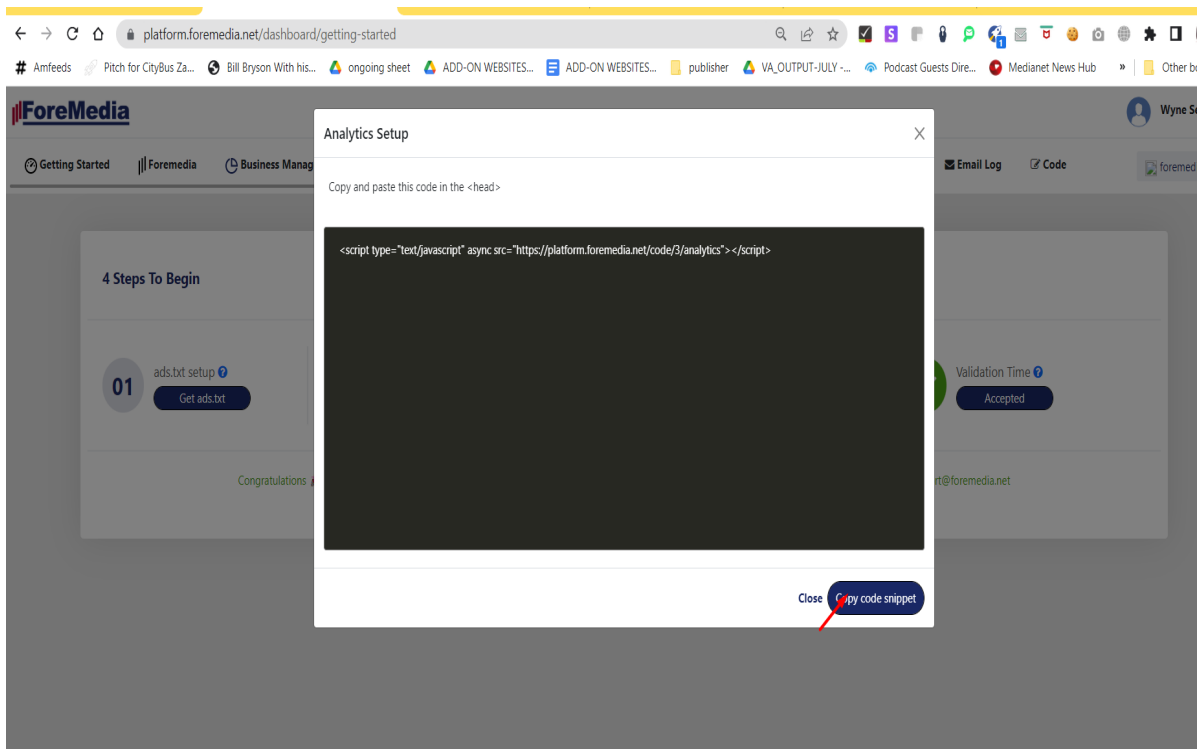 platform.foremedia.net/dashboard/getting-started
Amfeeds Pitch for CityBus Za... Bill Bryson With his... ongoing sheet ADD-ON WEBSITES... ADD-ON WEBSITES... publisher VA_OUTPUT-JULY -... Podcast Guests Dire... Medianet News Hub » Other bo
ForeMedia
Wyne Se
Getting Started Foremedia Business Manag Email Log Code foremed
Analytics Setup
Copy and paste this code in the <head>
<script type="text/javascript" async src="https://platform.foremedia.net/code/3/analytics"></script>
4 Steps To Begin
01
ads.txt setup
Get ads.txt
Validation Time
Accepted
Congratulations
rt@foremedia.net
Close Copy code snippet